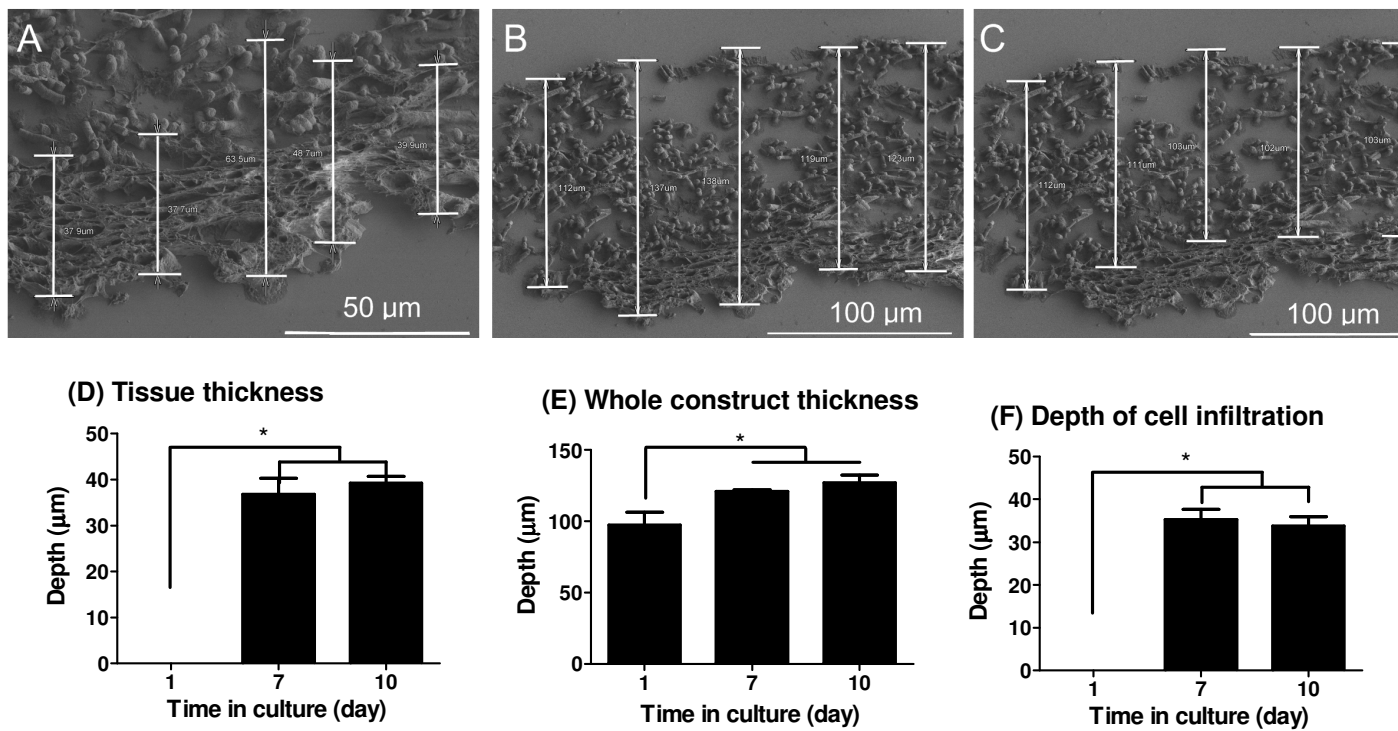 A
37.9um
37.7um
63.5um
48.7um
39.9um
50 µm
B
112um
137um
138um
119um
123um
100 µm
C
112um
111um
103um
102um
103um
100 µm
(D) Tissue thickness
*
Depth (µm)
50
40
30
20
10
0
1 7 10
Time in culture (day)
(E) Whole construct thickness
*
Depth (µm)
150
100
50
0
1 7 10
Time in culture (day)
(F) Depth of cell infiltration
*
Depth (µm)
50
40
30
20
10
0
1 7 10
Time in culture (day)